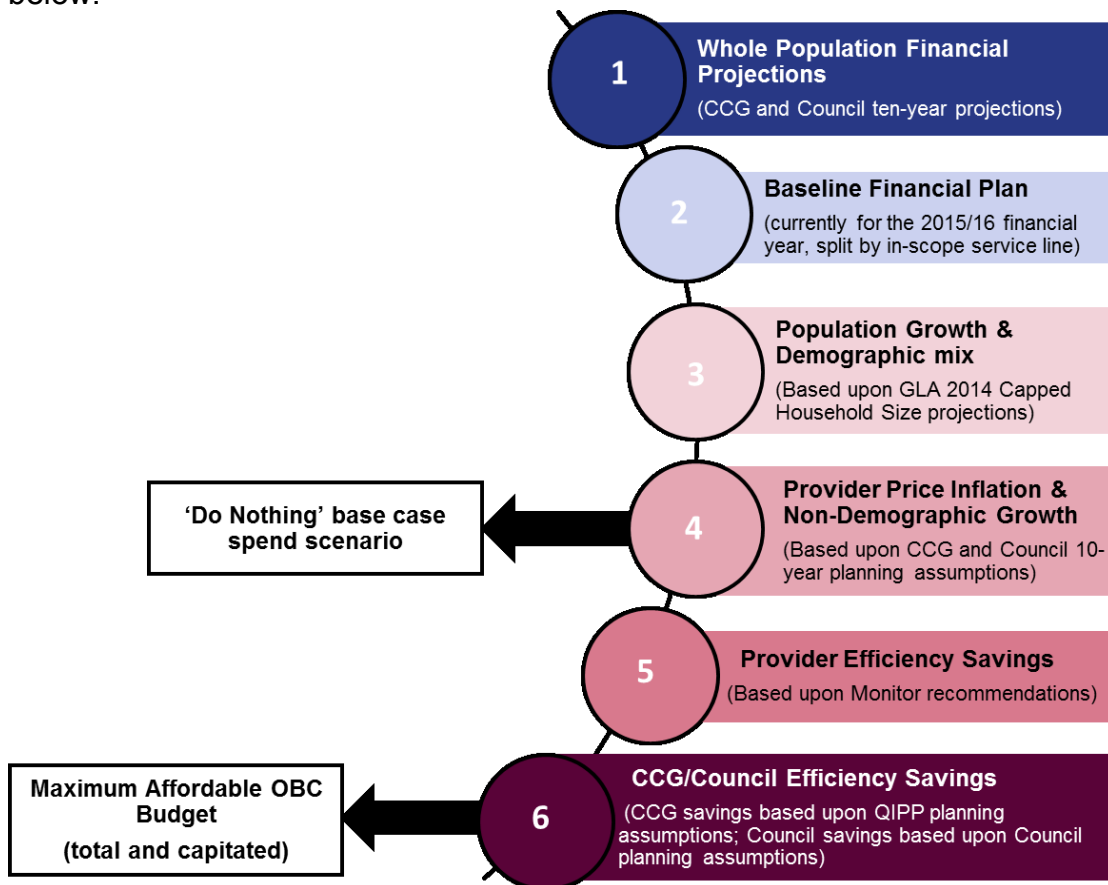 below.
1
Whole Population Financial
Projections
(CCG and Council ten-year projections)
2
Baseline Financial Plan
(currently for the 2015/16 financial
year, split by in-scope service line)
3
Population Growth &
Demographic mix
(Based upon GLA 2014 Capped
Household Size projections)
'Do Nothing' base case
spend scenario
4
Provider Price Inflation &
Non-Demographic Growth
(Based upon CCG and Council 10-
year planning assumptions)
5
Provider Efficiency Savings
(Based upon Monitor recommendations)
Maximum Affordable OBC
Budget
(total and capitated)
6
CCG/Council Efficiency Savings
(CCG savings based upon QIPP planning
assumptions; Council savings based upon Council
planning assumptions)